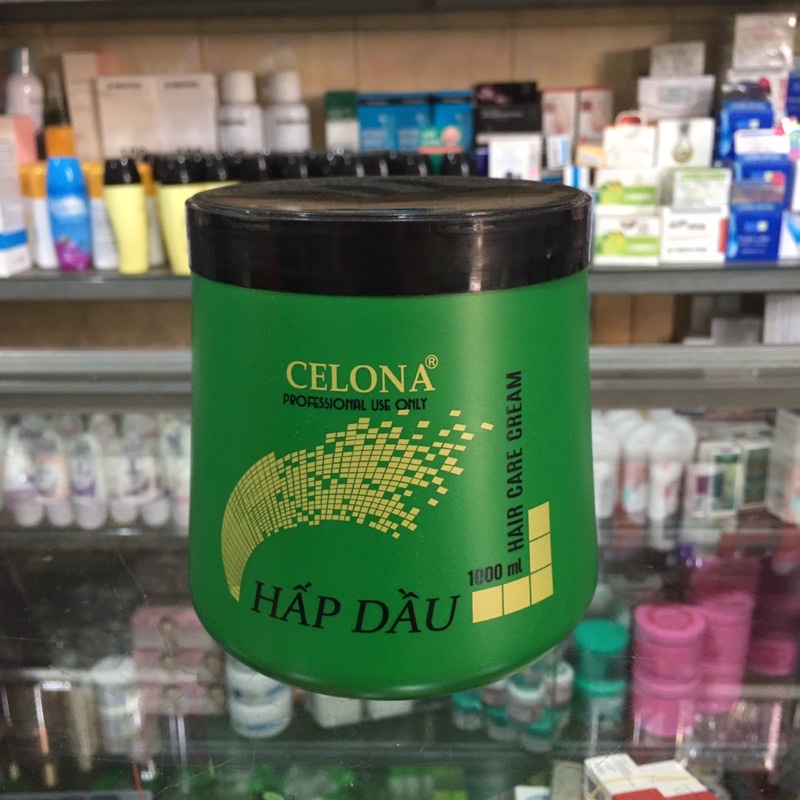 CELONA®
PROFESSIONAL USE ONLY
HAIR CARE CREAM
1000 ml
HẤP DẦU